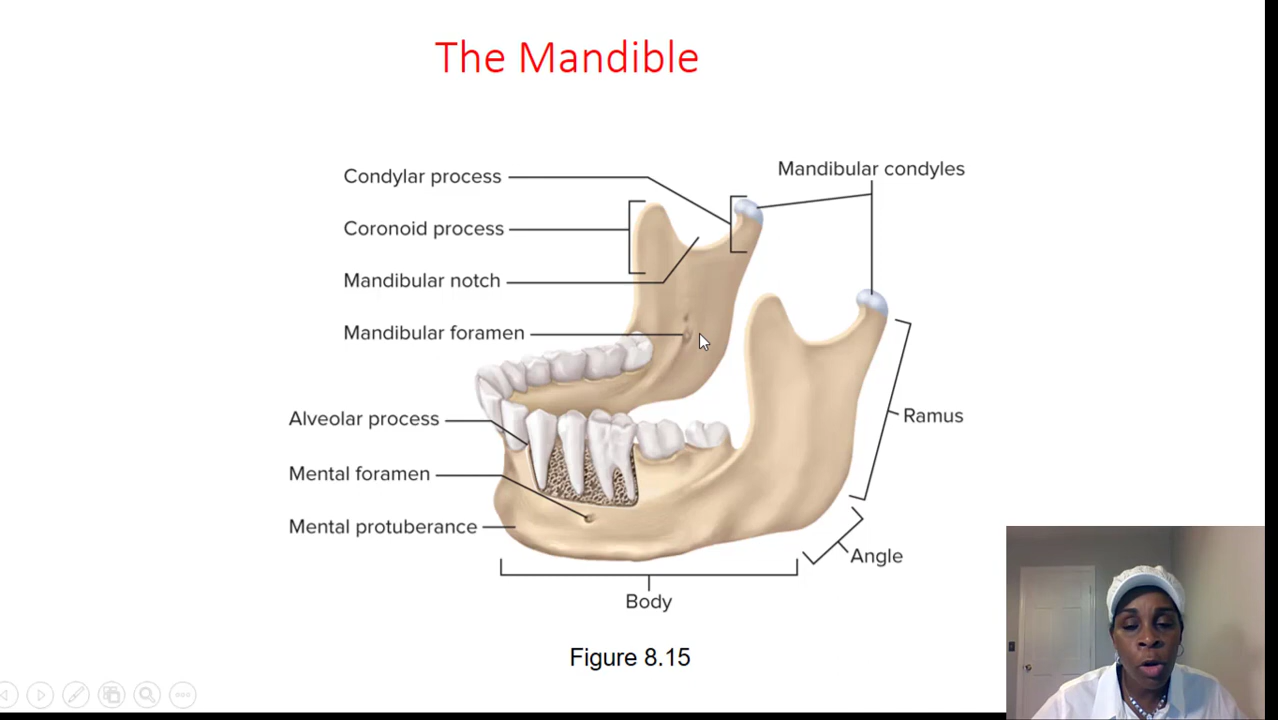 The Mandible
Condylar process
Mandibular condyles
Coronoid process
Mandibular notch
Mandibular foramen
Alveolar process
Ramus
Mental foramen
Mental protuberance
Angle
Body
Figure 8.15